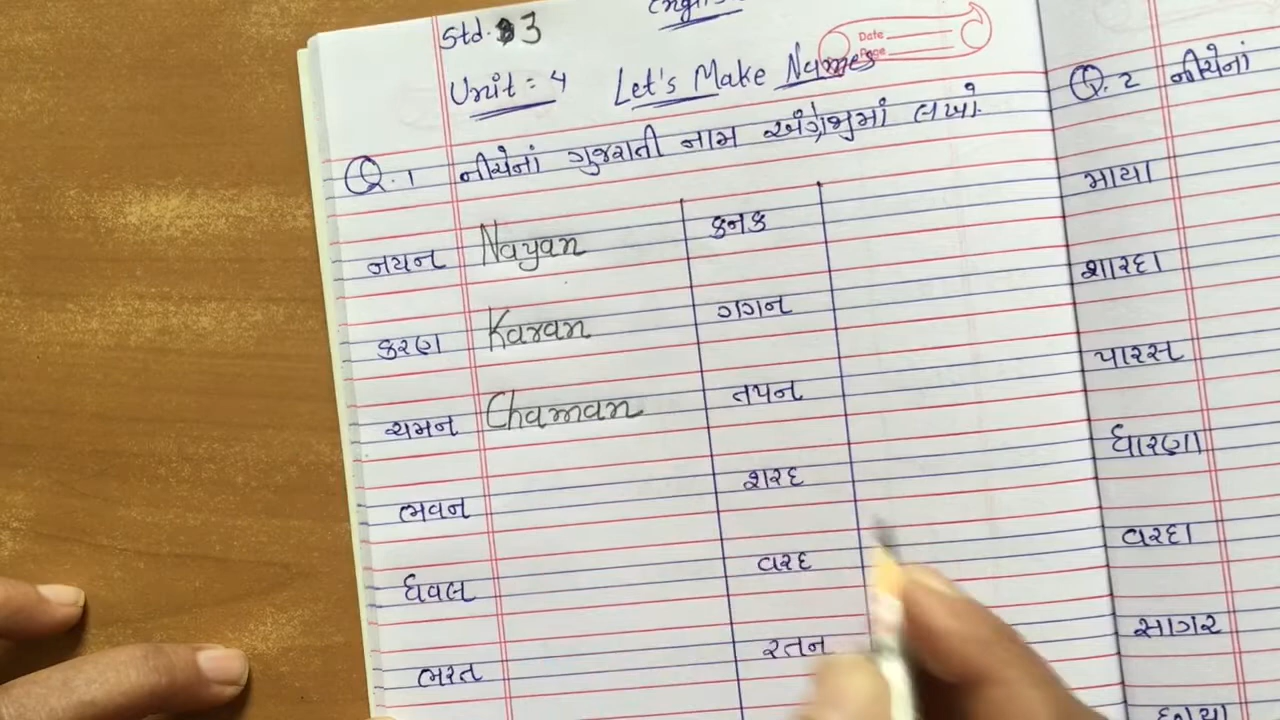 Std. 3
Date
Page
Unit = 4 Let's Make Names
Q.1 નીચેનાં ગુજરાતી નામ અંગ્રેજીમાં લખો.
નયન Nayan કનક
કરણ Karan ગગન
ચમન Chaman તપન
ભવન શરદ
ધવલ વરદ
ભરત રતન
Q.2 નીચેનાં
માયા
શારદા
પારસ
ધારણા
વરદા
સાગર